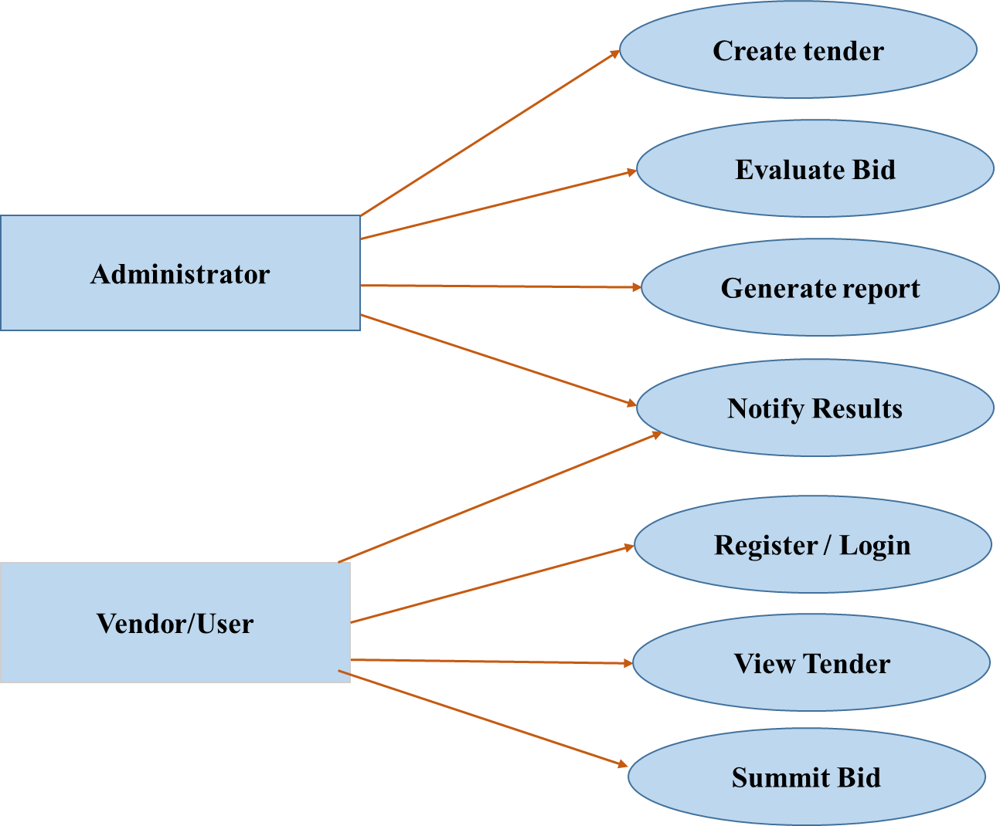 Create tender
Evaluate Bid
Administrator
Generate report
Notify Results
Register / Login
Vendor/User
View Tender
Summit Bid